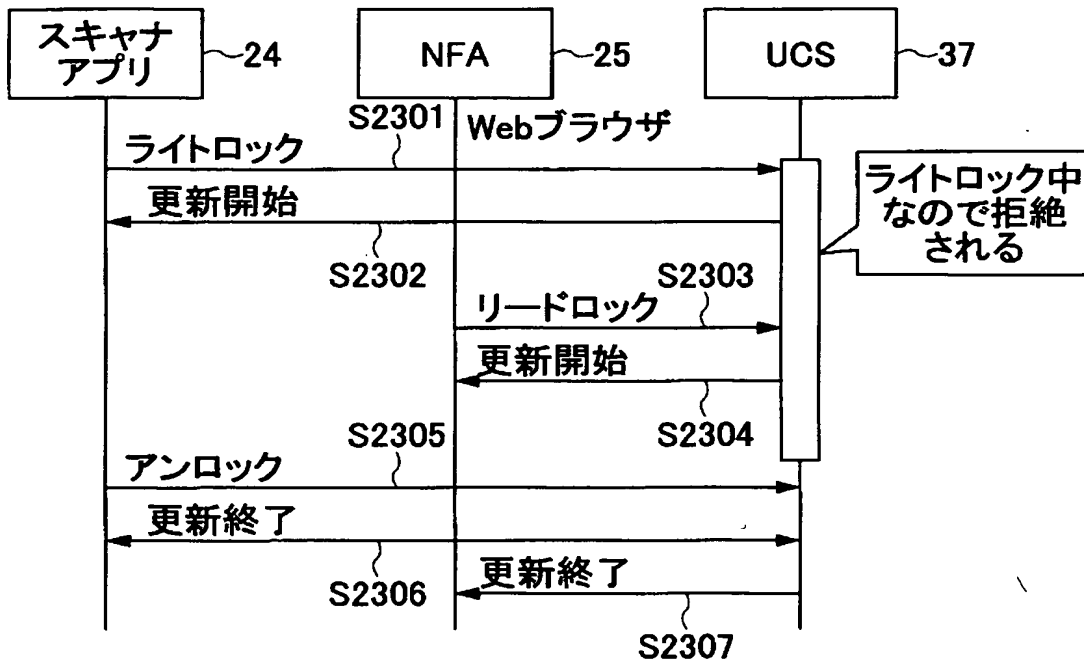 スキャナ
アプリ
24
NFA
25
UCS
37
S2301
Webブラウザ
ライトロック
ライトロック中
なので拒絶
される
更新開始
S2302
S2303
リードロック
更新開始
S2304
S2305
アンロック
更新終了
S2306
更新終了
S2307